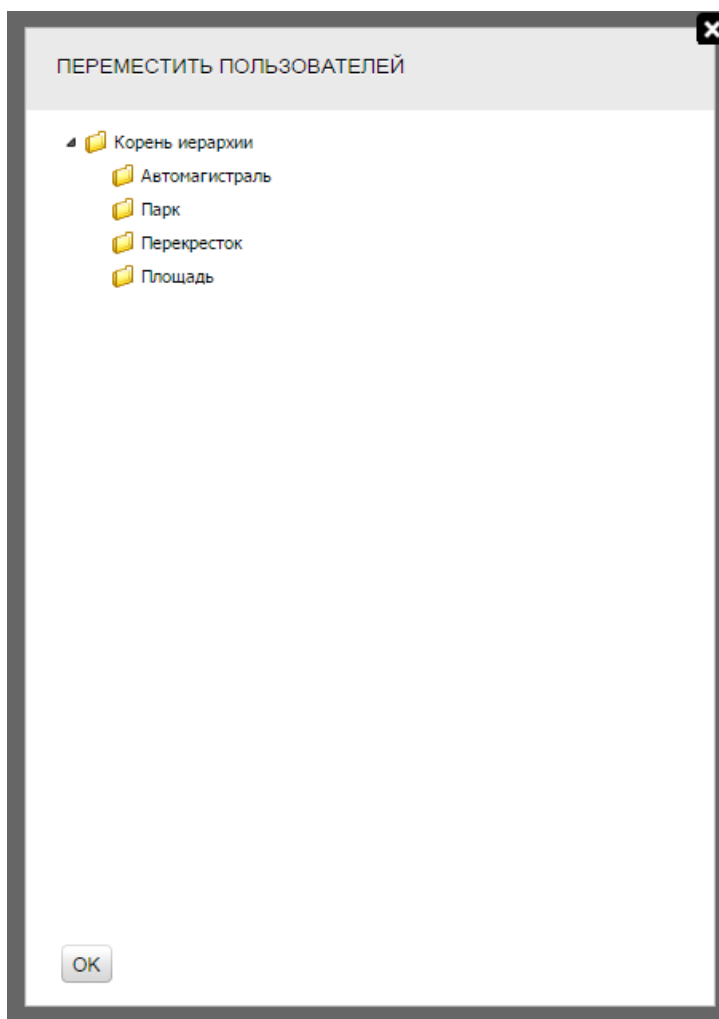 ПЕРЕМЕСТИТЬ ПОЛЬЗОВАТЕЛЕЙ
Корень иерархии
Автомагистраль
Парк
Перекресток
Площадь
OK